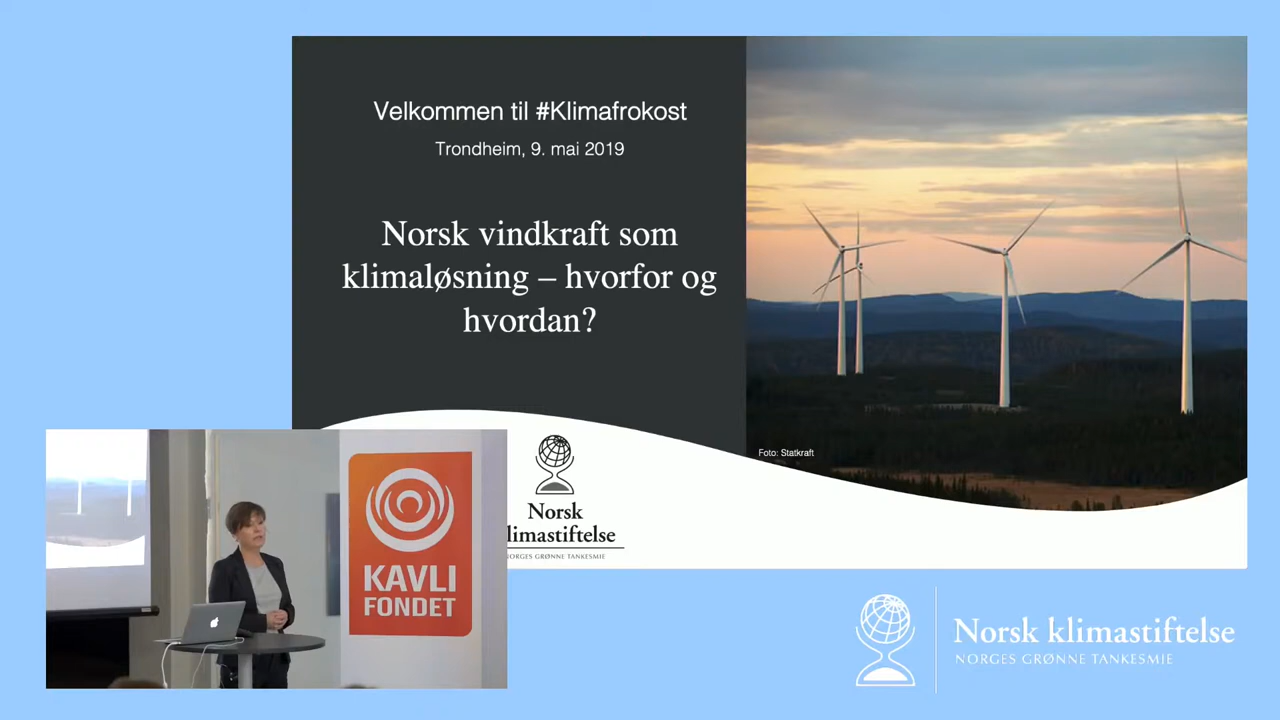 Velkommen til #Klimafrokost
Trondheim, 9. mai 2019
Norsk vindkraft som
klimaløsning – hvorfor og
hvordan?
Foto: Statkraft
Norsk
limastiftelse
NORGES GRØNNE TANKESMIE
KAVLI
FONDET
Norsk klimastiftelse
NORGES GRØNNE TANKESMIE